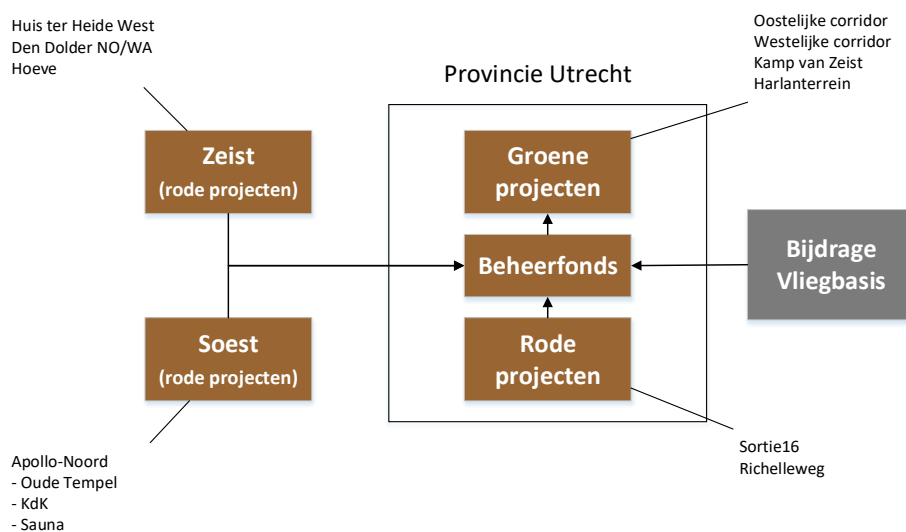 Huis ter Heide West
Den Dolder NO/WA
Hoeve
Oostelijke corridor
Westelijke corridor
Kamp van Zeist
Harlanterrein
Provincie Utrecht
Zeist
(rode projecten)
Groene
projecten
Beheerfonds
Bijdrage
Vliegbasis
Soest
(rode projecten)
Rode
projecten
Sortie16
Richelleweg
Apollo-Noord
- Oude Tempel
- KdK
- Sauna